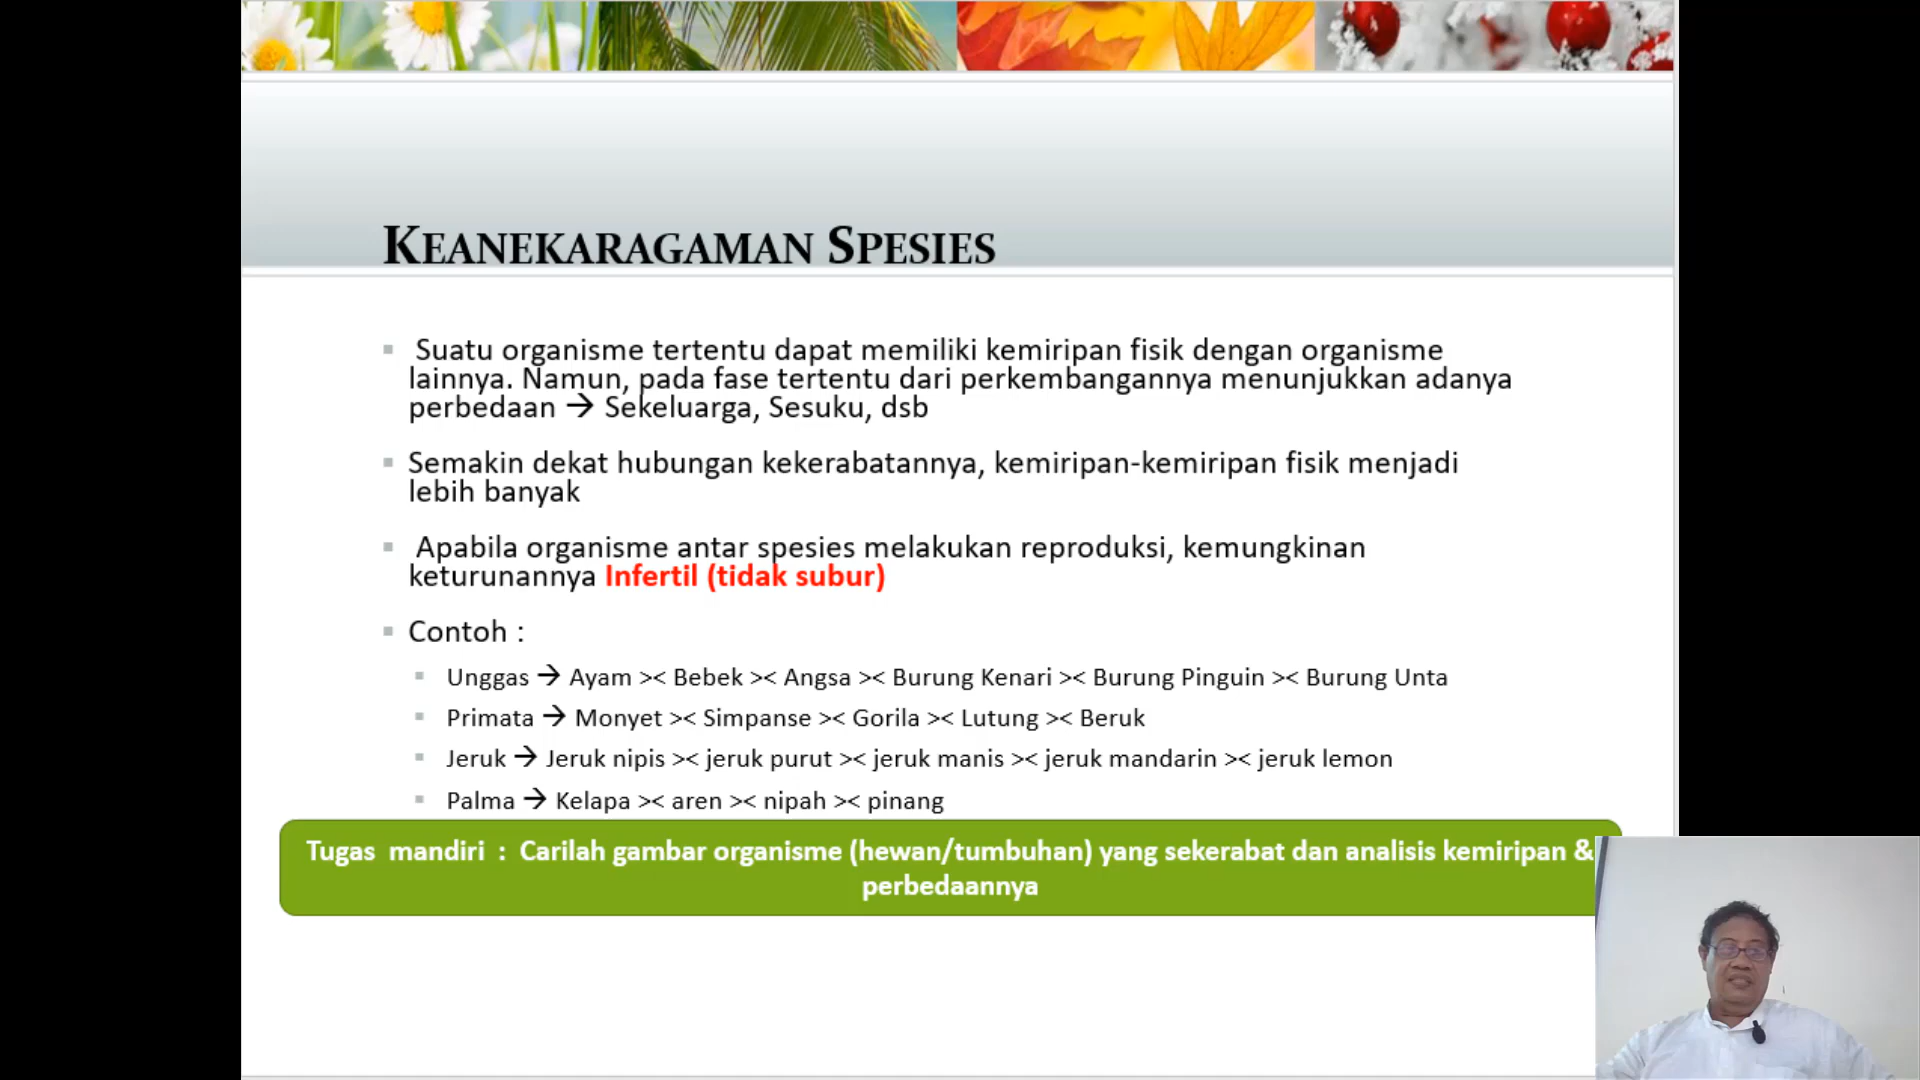 KEANEKARAGAMAN SPESIES
Suatu organisme tertentu dapat memiliki kemiripan fisik dengan organisme
lainnya. Namun, pada fase tertentu dari perkembangannya menunjukkan adanya
perbedaan → Sekeluarga, Sesuku, dsb
Semakin dekat hubungan kekerabatannya, kemiripan-kemiripan fisik menjadi
lebih banyak
Apabila organisme antar spesies melakukan reproduksi, kemungkinan
keturunannya Infertil (tidak subur)
Contoh :
Unggas → Ayam >< Bebek >< Angsa >< Burung Kenari >< Burung Pinguin >< Burung Unta
Primata → Monyet >< Simpanse >< Gorila >< Lutung >< Beruk
Jeruk → Jeruk nipis >< jeruk purut >< jeruk manis >< jeruk mandarin >< jeruk lemon
Palma → Kelapa >< aren >< nipah >< pinang
Tugas mandiri : Carilah gambar organisme (hewan/tumbuhan) yang sekerabat dan analisis kemiripan &
perbedaannya